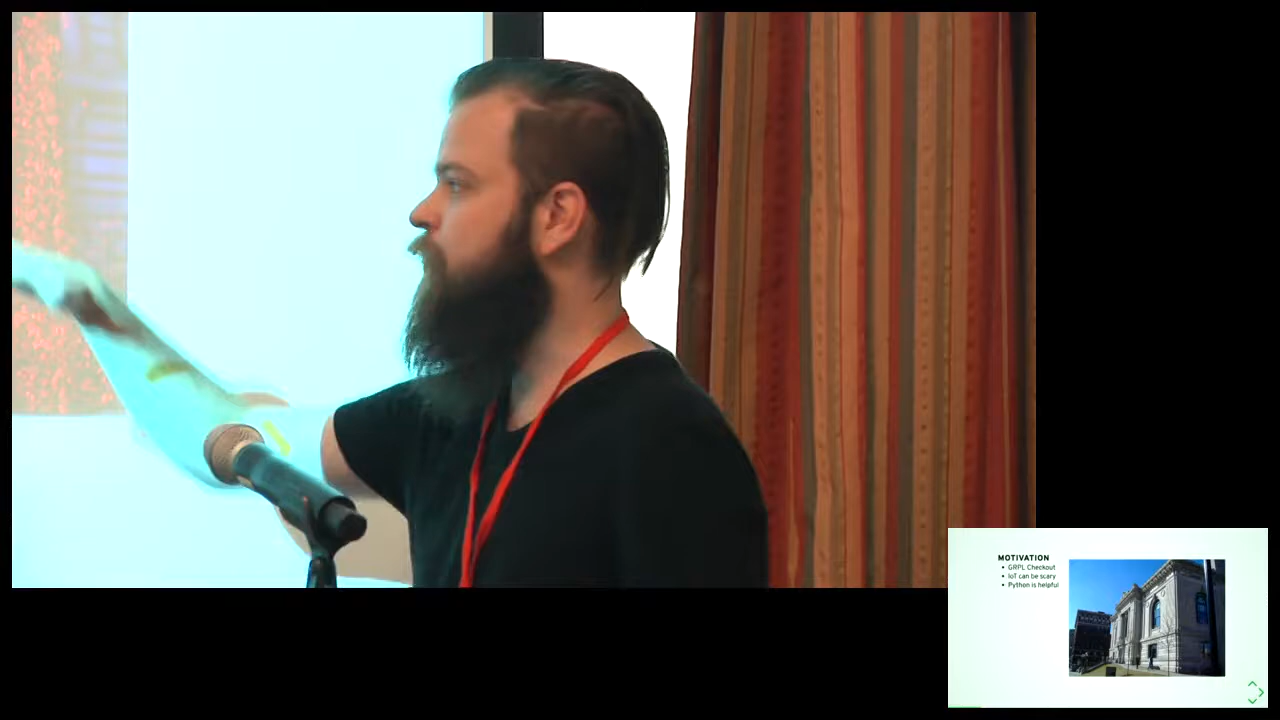 MOTIVATION
GRPL Checkout
IoT can be scary
Python is helpful